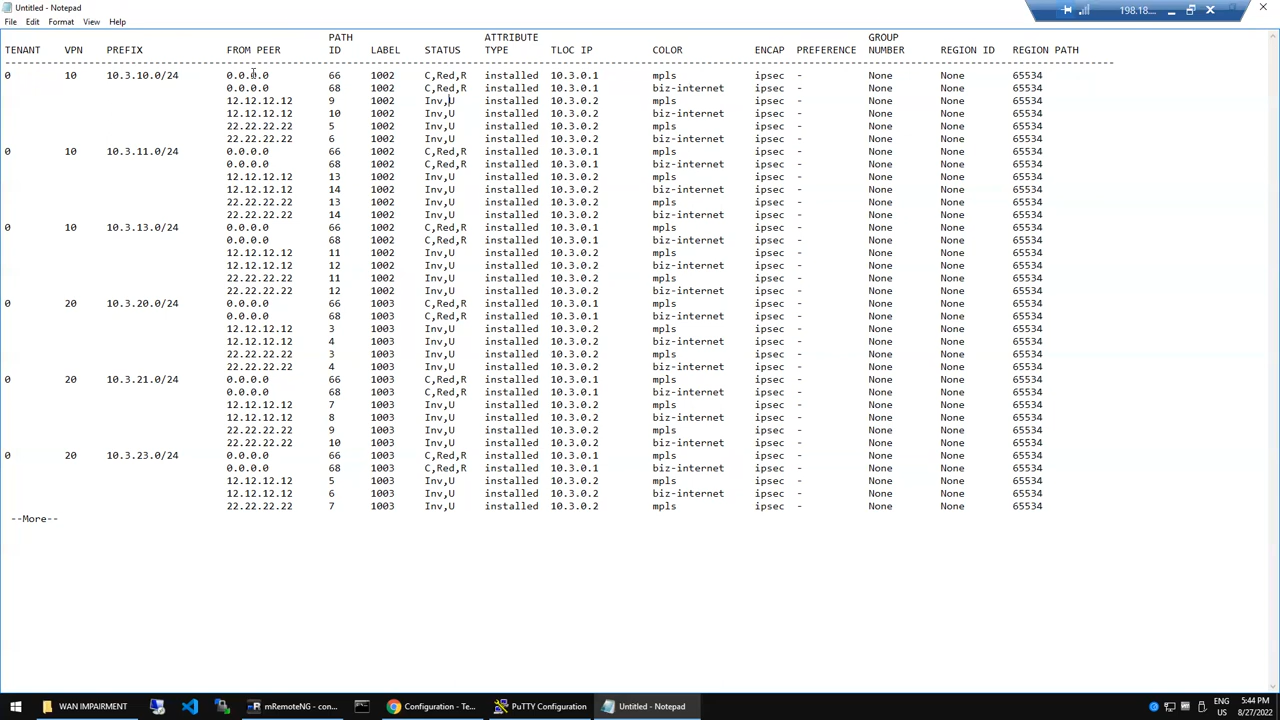 Untitled - Notepad
198.18...
File Edit Format View Help
PATH ATTRIBUTE GROUP
TENANT VPN PREFIX FROM PEER ID LABEL STATUS TYPE TLOC IP COLOR ENCAP PREFERENCE NUMBER REGION ID REGION PATH
--------------------------------------------------------------------------------------------------------------------------------------------------------------------------------------------
0 10 10.3.10.0/24 0.0.0.0 66 1002 C,Red,R installed 10.3.0.1 mpls ipsec - None None 65534
0.0.0.0 68 1002 C,Red,R installed 10.3.0.1 biz-internet ipsec - None None 65534
12.12.12.12 9 1002 Inv,U installed 10.3.0.2 mpls ipsec - None None 65534
12.12.12.12 10 1002 Inv,U installed 10.3.0.2 biz-internet ipsec - None None 65534
22.22.22.22 5 1002 Inv,U installed 10.3.0.2 mpls ipsec - None None 65534
22.22.22.22 6 1002 Inv,U installed 10.3.0.2 biz-internet ipsec - None None 65534
0 10 10.3.11.0/24 0.0.0.0 66 1002 C,Red,R installed 10.3.0.1 mpls ipsec - None None 65534
0.0.0.0 68 1002 C,Red,R installed 10.3.0.1 biz-internet ipsec - None None 65534
12.12.12.12 13 1002 Inv,U installed 10.3.0.2 mpls ipsec - None None 65534
12.12.12.12 14 1002 Inv,U installed 10.3.0.2 biz-internet ipsec - None None 65534
22.22.22.22 13 1002 Inv,U installed 10.3.0.2 mpls ipsec - None None 65534
22.22.22.22 14 1002 Inv,U installed 10.3.0.2 biz-internet ipsec - None None 65534
0 10 10.3.13.0/24 0.0.0.0 66 1002 C,Red,R installed 10.3.0.1 mpls ipsec - None None 65534
0.0.0.0 68 1002 C,Red,R installed 10.3.0.1 biz-internet ipsec - None None 65534
12.12.12.12 11 1002 Inv,U installed 10.3.0.2 mpls ipsec - None None 65534
12.12.12.12 12 1002 Inv,U installed 10.3.0.2 biz-internet ipsec - None None 65534
22.22.22.22 11 1002 Inv,U installed 10.3.0.2 mpls ipsec - None None 65534
22.22.22.22 12 1002 Inv,U installed 10.3.0.2 biz-internet ipsec - None None 65534
0 20 10.3.20.0/24 0.0.0.0 66 1003 C,Red,R installed 10.3.0.1 mpls ipsec - None None 65534
0.0.0.0 68 1003 C,Red,R installed 10.3.0.1 biz-internet ipsec - None None 65534
12.12.12.12 3 1003 Inv,U installed 10.3.0.2 mpls ipsec - None None 65534
12.12.12.12 4 1003 Inv,U installed 10.3.0.2 biz-internet ipsec - None None 65534
22.22.22.22 3 1003 Inv,U installed 10.3.0.2 mpls ipsec - None None 65534
22.22.22.22 4 1003 Inv,U installed 10.3.0.2 biz-internet ipsec - None None 65534
0 20 10.3.21.0/24 0.0.0.0 66 1003 C,Red,R installed 10.3.0.1 mpls ipsec - None None 65534
0.0.0.0 68 1003 C,Red,R installed 10.3.0.1 biz-internet ipsec - None None 65534
12.12.12.12 7 1003 Inv,U installed 10.3.0.2 mpls ipsec - None None 65534
12.12.12.12 8 1003 Inv,U installed 10.3.0.2 biz-internet ipsec - None None 65534
22.22.22.22 9 1003 Inv,U installed 10.3.0.2 mpls ipsec - None None 65534
22.22.22.22 10 1003 Inv,U installed 10.3.0.2 biz-internet ipsec - None None 65534
0 20 10.3.23.0/24 0.0.0.0 66 1003 C,Red,R installed 10.3.0.1 mpls ipsec - None None 65534
0.0.0.0 68 1003 C,Red,R installed 10.3.0.1 biz-internet ipsec - None None 65534
12.12.12.12 5 1003 Inv,U installed 10.3.0.2 mpls ipsec - None None 65534
12.12.12.12 6 1003 Inv,U installed 10.3.0.2 biz-internet ipsec - None None 65534
22.22.22.22 7 1003 Inv,U installed 10.3.0.2 mpls ipsec - None None 65534
--More--
WAN IMPAIRMENT mRemoteNG - con... Configuration - Te... PuTTY Configuration Untitled - Notepad ENG 5:44 PM
US 8/27/2022